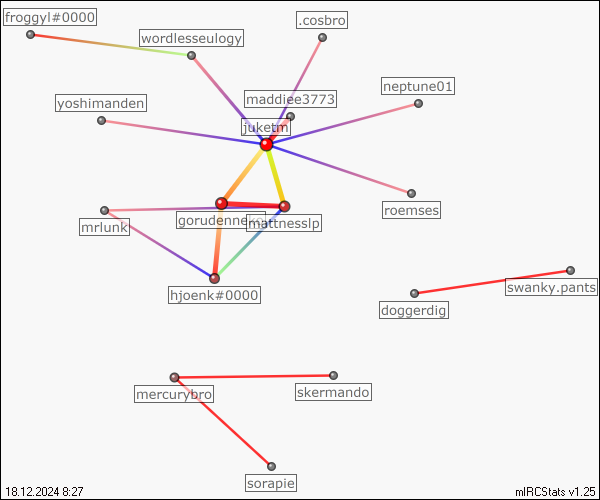 froggyl#0000
.cosbro
wordlesseulogy
neptune01
maddiee3773
yoshimanden
juketm
roemses
mattnesslp
mrlunk
swanky.pants
hjoenk#0000
doggerdig
skermando
mercurybro
sorapie
18.12.2024 8:27
mIRCStats v1.25